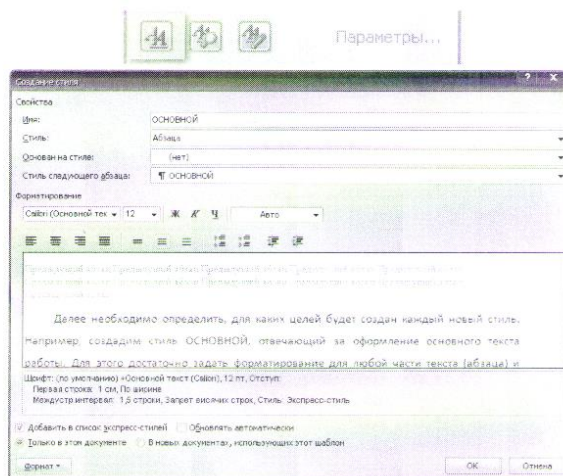 Параметры...
Создание стиля
Свойства
Имя: ОСНОВНОЙ
Стиль: Абзаца
Основан на стиле: (нет)
Стиль следующего абзаца: ¶ ОСНОВНОЙ
Форматирование
Calibri (Основной тек 12 Ж К Ч Авто
Далее необходимо определить, для каких целей будет создан каждый новый стиль.
Например, создадим стиль ОСНОВНОЙ, отвечающий за оформление основного текста
работы. Для этого достаточно задать форматирование для любой части текста (абзаца) и
Шрифт: (по умолчанию) +Основной текст (Calibri), 12 пт, Отступ:
Первая строка: 1 см, По ширине
Междустр.интервал: 1,5 строки, Запрет висячих строк, Стиль: Экспресс-стиль
Добавить в список экспресс-стилей Обновлять автоматически
Только в этом документе В новых документах, использующих этот шаблон
Формат ОК Отмена